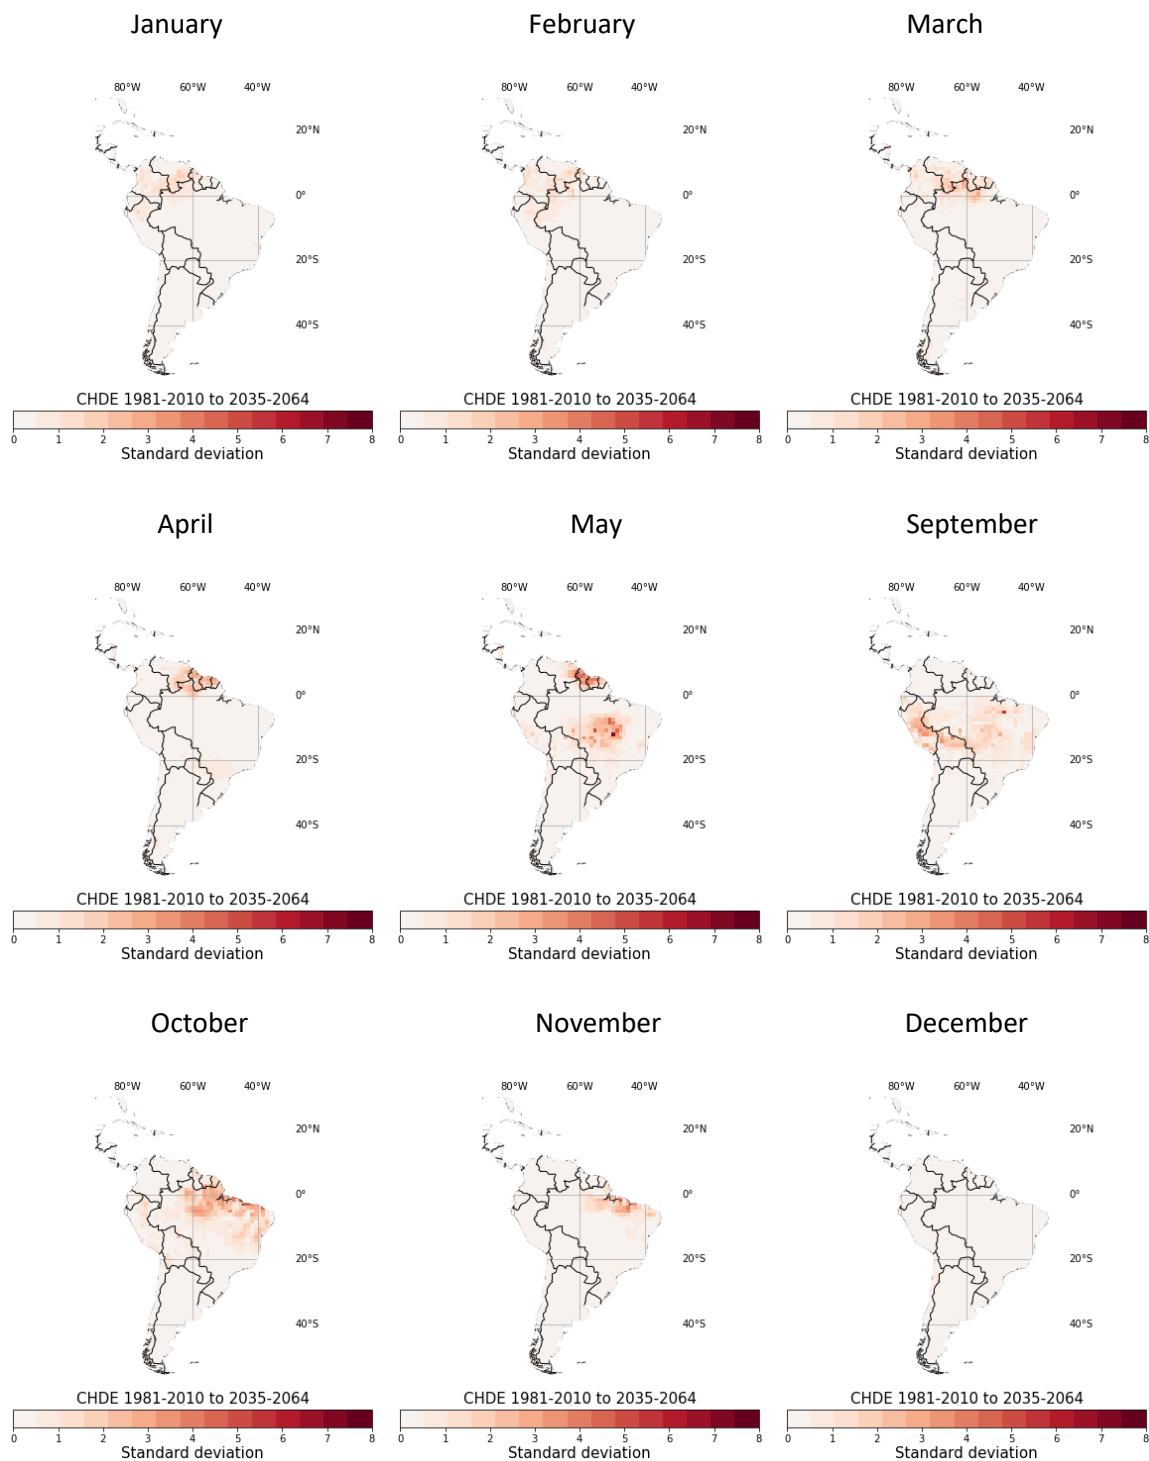 January February March
80°W 60°W 40°W 80°W 60°W 40°W 80°W 60°W 40°W
20°N 20°N 20°N
0° 0° 0°
20°S 20°S 20°S
40°S 40°S 40°S
CHDE 1981-2010 to 2035-2064 CHDE 1981-2010 to 2035-2064 CHDE 1981-2010 to 2035-2064
0 1 2 3 4 5 6 7 8 0 1 2 3 4 5 6 7 8 0 1 2 3 4 5 6 7 8
Standard deviation Standard deviation Standard deviation
April May September
80°W 60°W 40°W 80°W 60°W 40°W 80°W 60°W 40°W
20°N 20°N 20°N
0° 0° 0°
20°S 20°S 20°S
40°S 40°S 40°S
CHDE 1981-2010 to 2035-2064 CHDE 1981-2010 to 2035-2064 CHDE 1981-2010 to 2035-2064
0 1 2 3 4 5 6 7 8 0 1 2 3 4 5 6 7 8 0 1 2 3 4 5 6 7 8
Standard deviation Standard deviation Standard deviation
October November December
80°W 60°W 40°W 80°W 60°W 40°W 80°W 60°W 40°W
20°N 20°N 20°N
0° 0° 0°
20°S 20°S 20°S
40°S 40°S 40°S
CHDE 1981-2010 to 2035-2064 CHDE 1981-2010 to 2035-2064 CHDE 1981-2010 to 2035-2064
0 1 2 3 4 5 6 7 8 0 1 2 3 4 5 6 7 8 0 1 2 3 4 5 6 7 8
Standard deviation Standard deviation Standard deviation